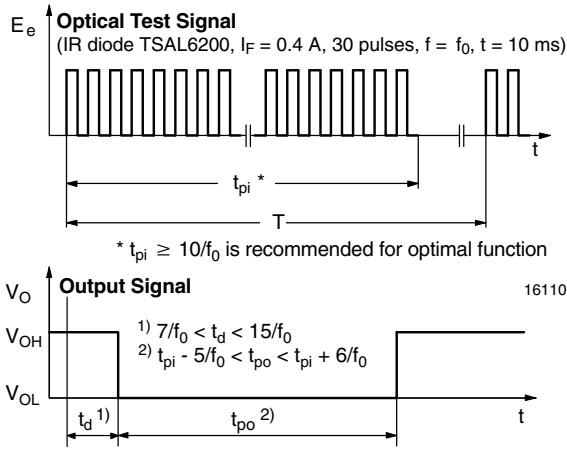 E_e
Optical Test Signal
(IR diode TSAL6200, I_F = 0.4 A, 30 pulses, f = f_0, t = 10 ms)
t
t_pi *
T
* t_pi ≥ 10/f_0 is recommended for optimal function
V_O
Output Signal
16110
V_OH
1) 7/f_0 < t_d < 15/f_0
2) t_pi - 5/f_0 < t_po < t_pi + 6/f_0
V_OL
t_d 1)
t_po 2)
t